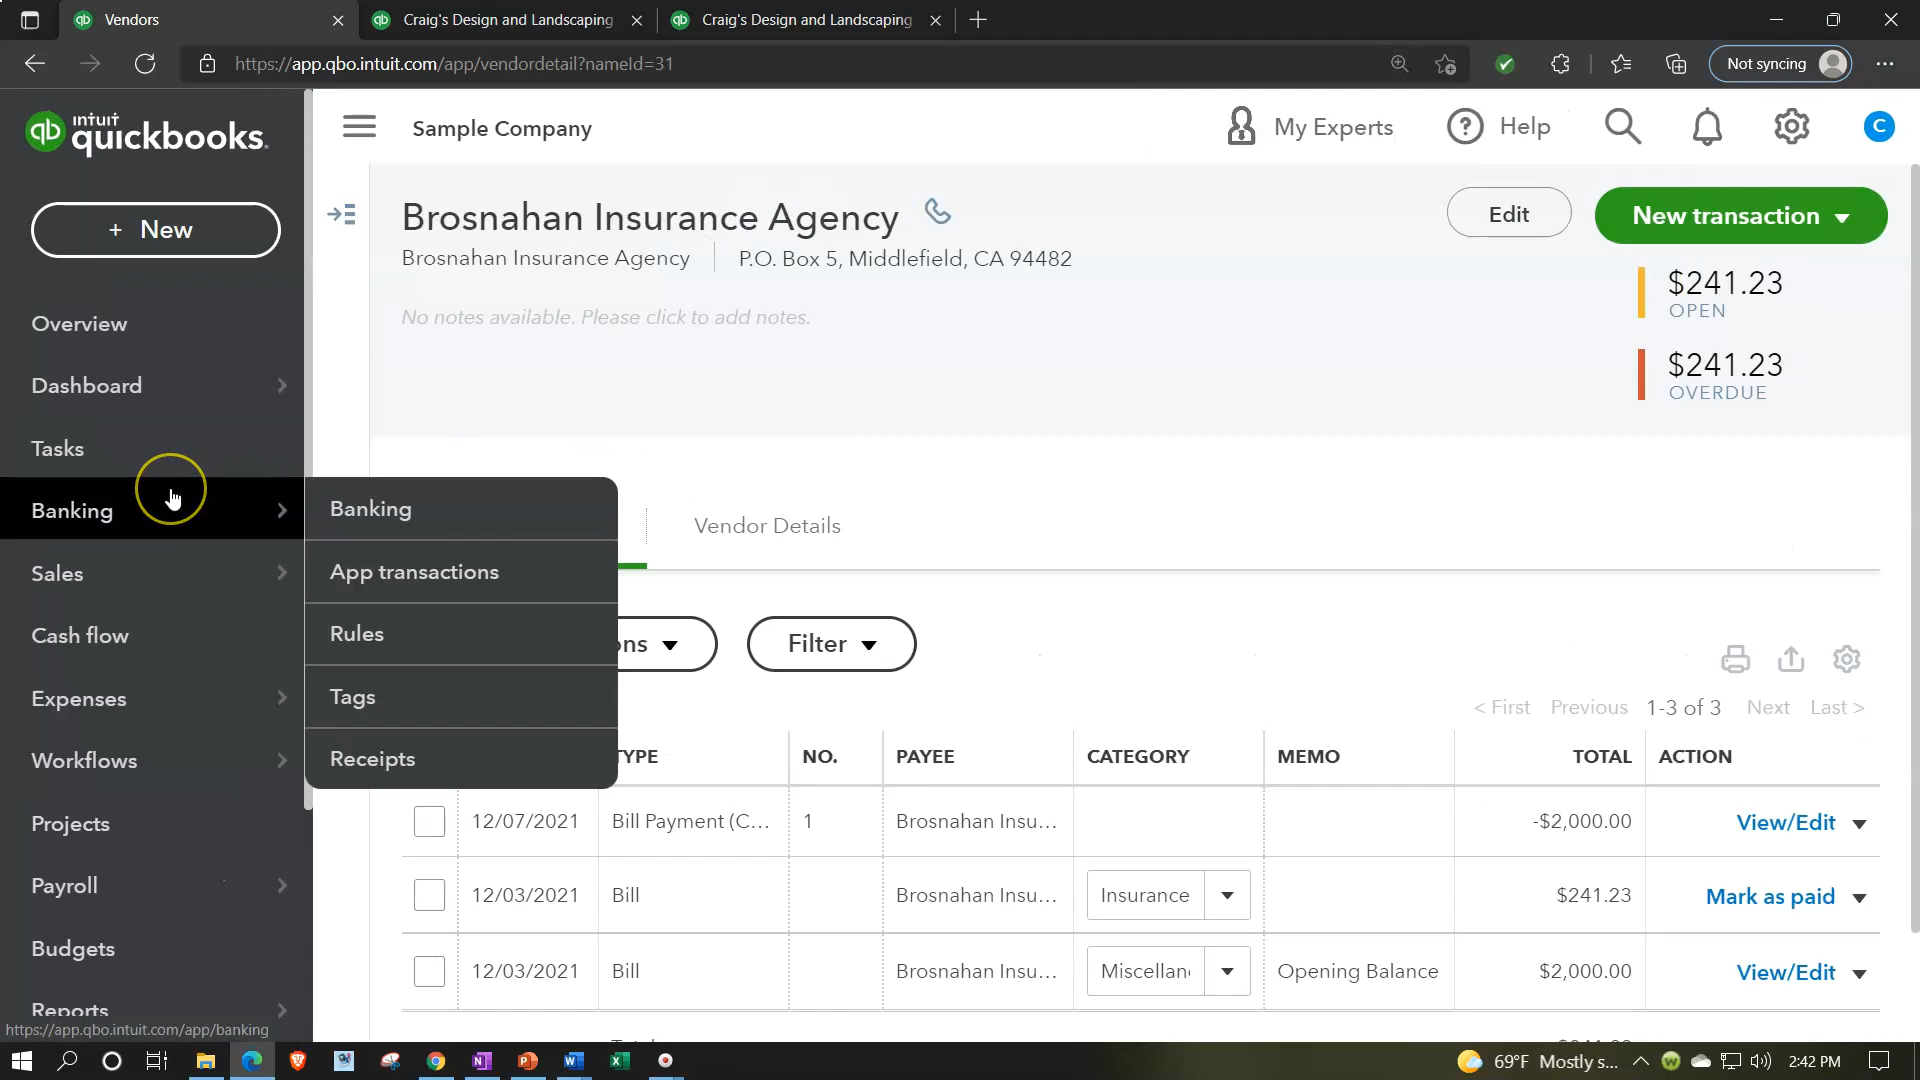 Vendors
Craig's Design and Landscaping
Craig's Design and Landscaping
https://app.qbo.intuit.com/app/vendordetail?nameId=31
Not syncing
intuit
quickbooks.
Sample Company
My Experts
Help
C
+ New
Brosnahan Insurance Agency
Edit
New transaction
Brosnahan Insurance Agency
P.O. Box 5, Middlefield, CA 94482
$241.23
OPEN
No notes available. Please click to add notes.
$241.23
OVERDUE
Overview
Dashboard
Tasks
Banking
Sales
Cash flow
Expenses
Workflows
Projects
Payroll
Budgets
Reports
https://app.qbo.intuit.com/app/banking
Banking
App transactions
Rules
Tags
Receipts
Vendor Details
ons
Filter
< First Previous 1-3 of 3 Next Last >
TYPE NO. PAYEE CATEGORY MEMO TOTAL ACTION
12/07/2021 Bill Payment (C... 1 Brosnahan Insu... -$2,000.00 View/Edit
12/03/2021 Bill Brosnahan Insu... Insurance $241.23 Mark as paid
12/03/2021 Bill Brosnahan Insu... Miscellan Opening Balance $2,000.00 View/Edit
69°F Mostly s...
2:42 PM